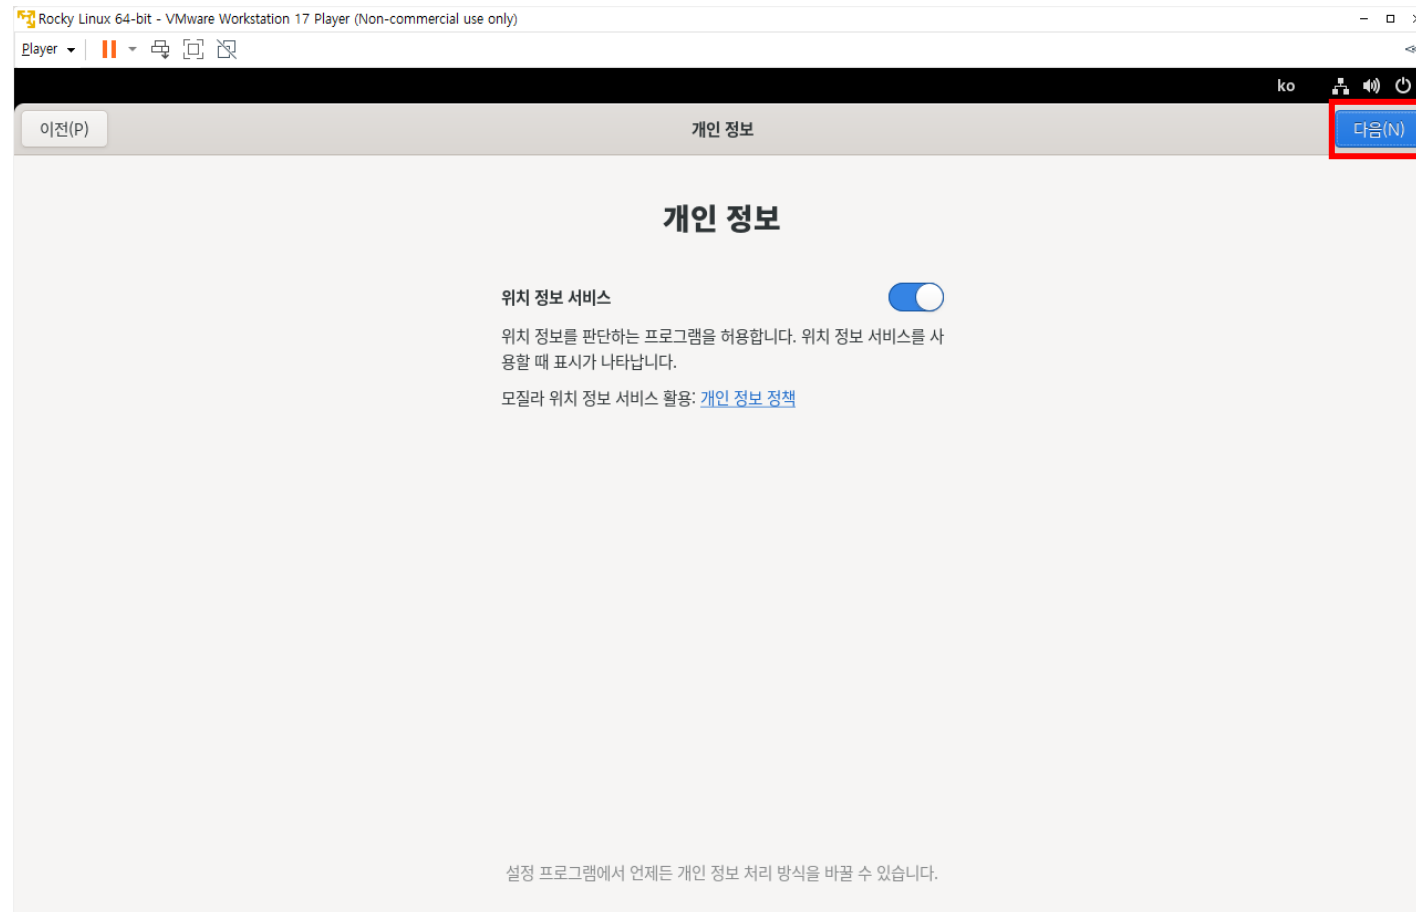 Rocky Linux 64-bit - VMware Workstation 17 Player (Non-commercial use only)
Player
ko
이전(P)
개인 정보
다음(N)
개인 정보
위치 정보 서비스
위치 정보를 판단하는 프로그램을 허용합니다. 위치 정보 서비스를 사
용할 때 표시가 나타납니다.
모질라 위치 정보 서비스 활용: 개인 정보 정책
설정 프로그램에서 언제든 개인 정보 처리 방식을 바꿀 수 있습니다.